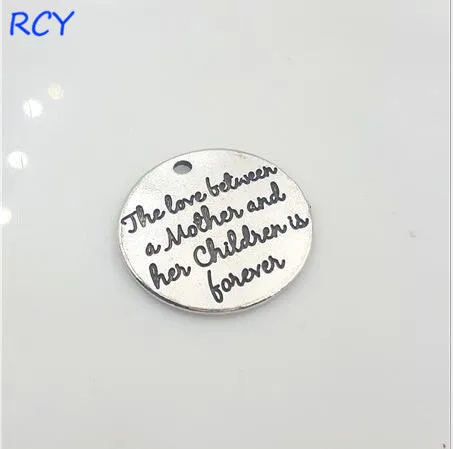 RCY
The love between
a Mother and
her Children is
forever